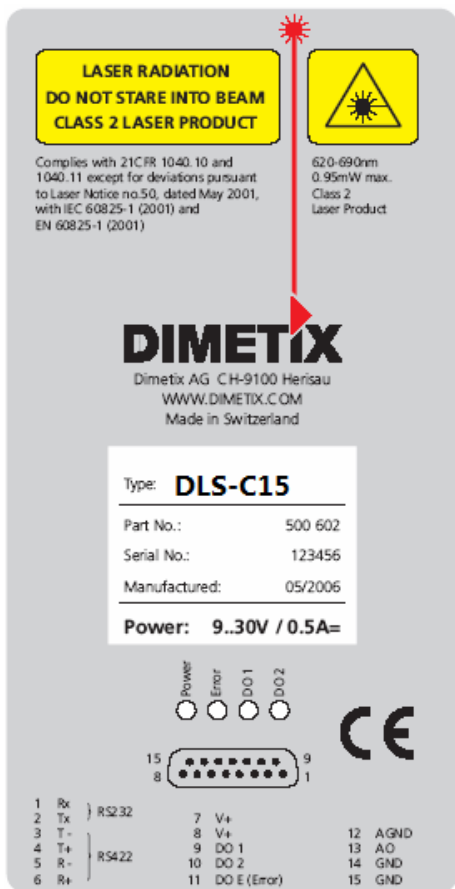 LASER RADIATION
DO NOT STARE INTO BEAM
CLASS 2 LASER PRODUCT
Complies with 21CFR 1040.10 and
1040.11 except for deviations pursuant
to Laser Notice no.50, dated May 2001,
with IEC 60825-1 (2001) and
EN 60825-1 (2001)
620-690nm
0.95mW max.
Class 2
Laser Product
DIMETIX
Dimetix AG CH-9100 Herisau
WWW.DIMETIX.COM
Made in Switzerland
Type: DLS-C15
Part No.: 500 602
Serial No.: 123456
Manufactured: 05/2006
Power: 9..30V / 0.5A=
Power Error DO1 DO2
CE
15 9
8 1
1 Rx
2 Tx
RS232
3 T-
4 T+
5 R-
6 R+
RS422
7 V+
8 V+
9 DO 1
10 DO 2
11 DO E (Error)
12 AGND
13 AO
14 GND
15 GND